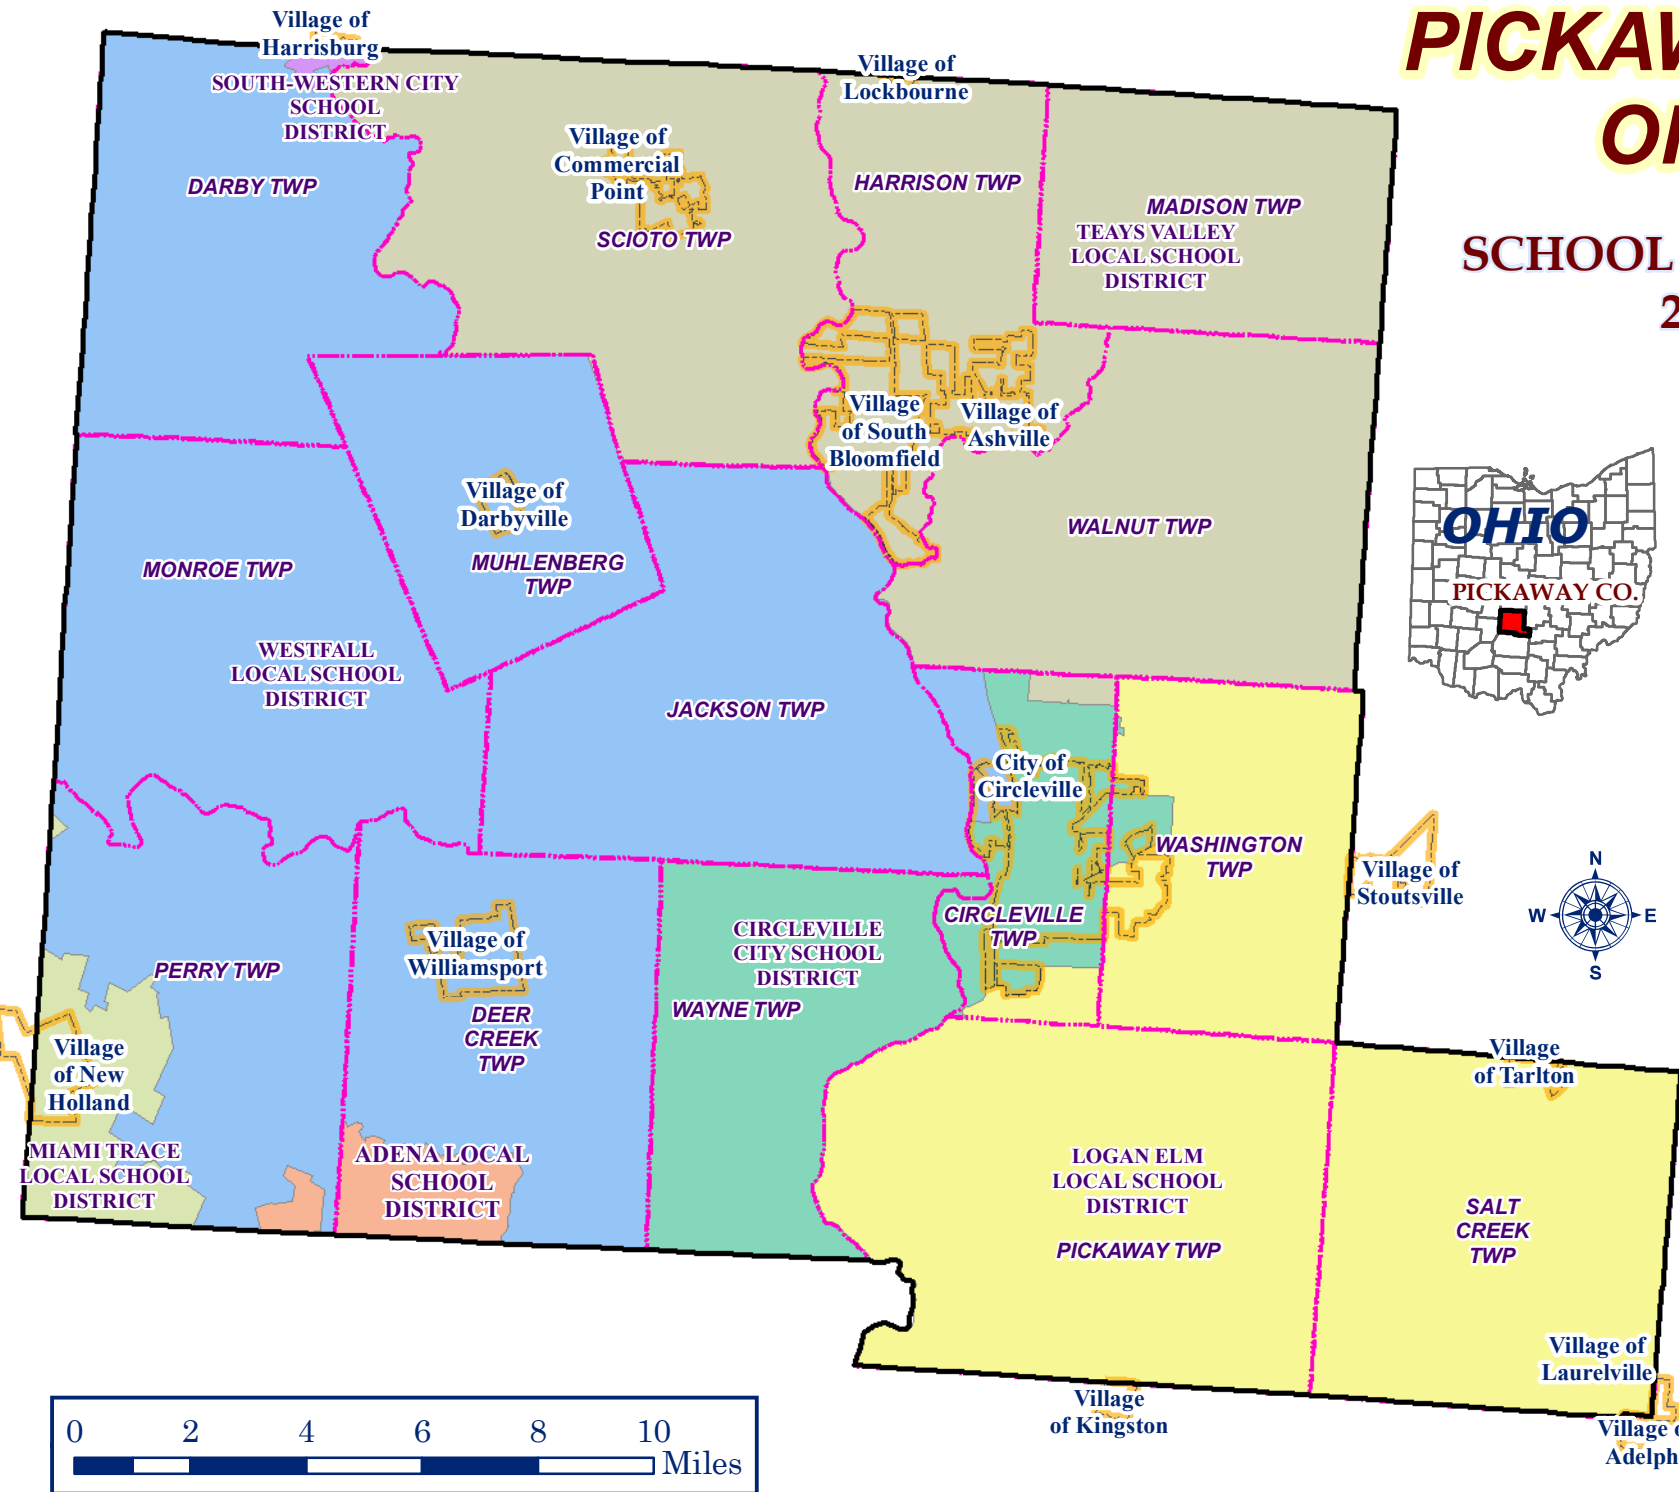 PICKAW
OH
SCHOOL
2
Village of
Harrisburg
SOUTH-WESTERN CITY
SCHOOL
DISTRICT
DARBY TWP
Village of
Commercial
Point
SCIOTO TWP
Village of
Lockbourne
HARRISON TWP
MADISON TWP
TEAYS VALLEY
LOCAL SCHOOL
DISTRICT
Village
of South
Bloomfield
Village of
Ashville
Village of
Darbyville
MUHLENBERG
TWP
MONROE TWP
WALNUT TWP
OHIO
PICKAWAY CO.
WESTFALL
LOCAL SCHOOL
DISTRICT
JACKSON TWP
City of
Circleville
WASHINGTON
TWP
Village of
Stoutsville
N
W
E
S
CIRCLEVILLE
TWP
CIRCLEVILLE
CITY SCHOOL
DISTRICT
WAYNE TWP
Village of
Williamsport
DEER
CREEK
TWP
PERRY TWP
Village
of New
Holland
MIAMI TRACE
LOCAL SCHOOL
DISTRICT
ADENA LOCAL
SCHOOL
DISTRICT
Village
of Tarlton
LOGAN ELM
LOCAL SCHOOL
DISTRICT
PICKAWAY TWP
SALT
CREEK
TWP
Village of
Laurelville
Village
of Kingston
Village o
Adelph
0 2 4 6 8 10
Miles